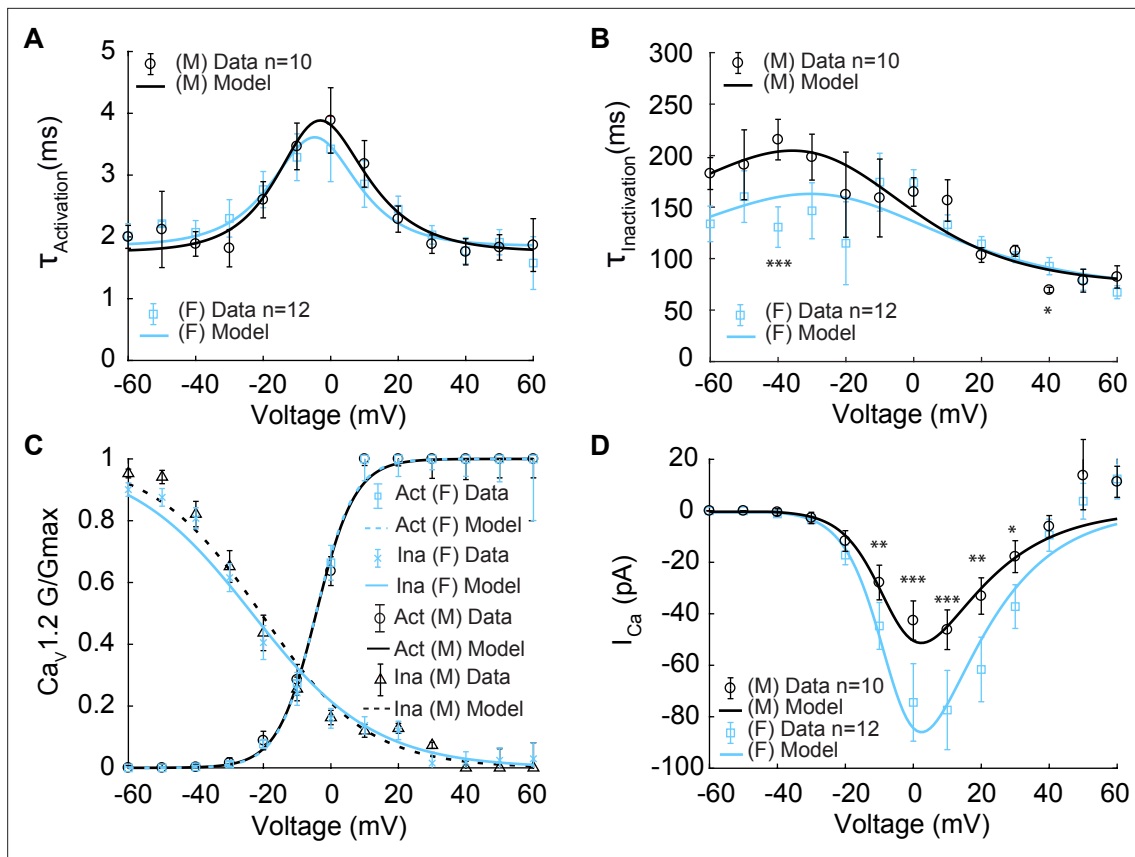 A
5
4
3
2
1
0
τActivation(ms)
(M) Data n=10
(M) Model
(F) Data n=12
(F) Model
-60 -40 -20 0 20 40 60
Voltage (mV)
B
300
250
200
150
100
50
0
τInactivation(ms)
(M) Data n=10
(M) Model
***
*
(F) Data n=12
(F) Model
-60 -40 -20 0 20 40 60
Voltage (mV)
C
1
0.8
0.6
0.4
0.2
0
CaV 1.2 G/Gmax
Act (F) Data
Act (F) Model
Ina (F) Data
Ina (F) Model
Act (M) Data
Act (M) Model
Ina (M) Data
Ina (M) Model
-60 -40 -20 0 20 40 60
Voltage (mV)
D
20
0
-20
-40
-60
-80
-100
ICa (pA)
**
***
***
**
*
(M) Data n=10
(M) Model
(F) Data n=12
(F) Model
-60 -40 -20 0 20 40 60
Voltage (mV)